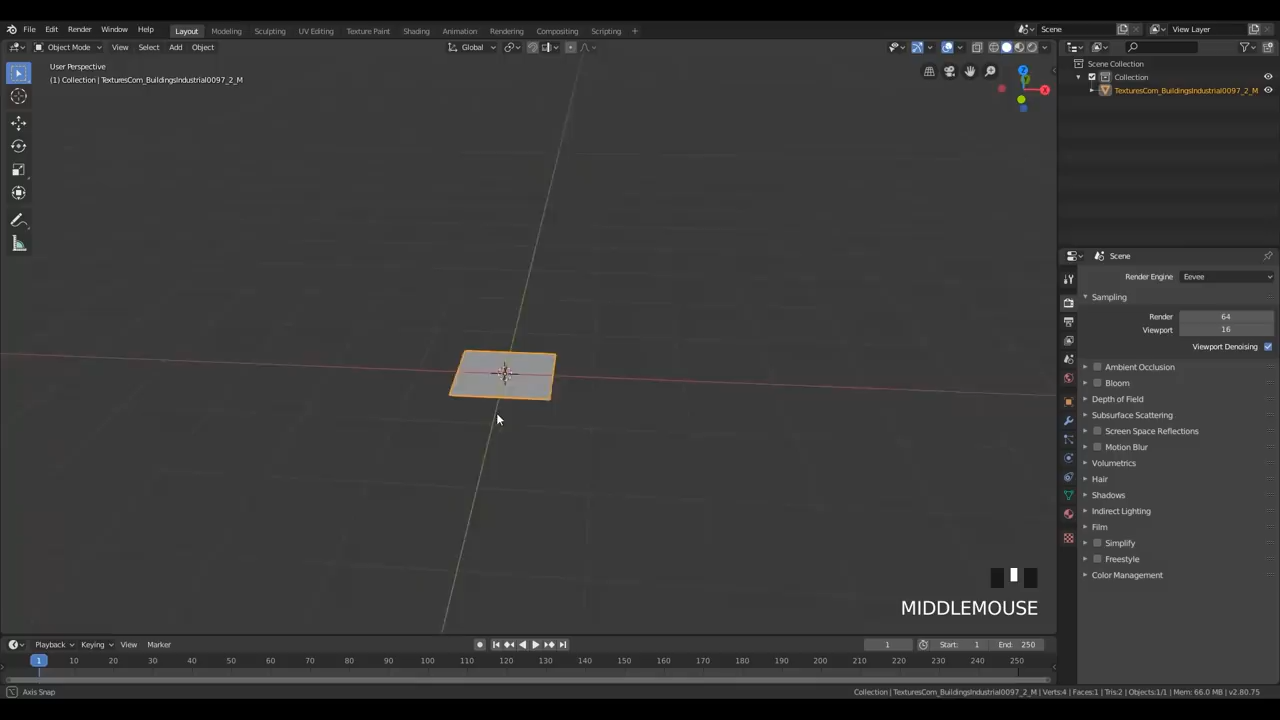 File Edit Render Window Help Layout Modeling Sculpting UV Editing Texture Paint Shading Animation Rendering Compositing Scripting + Scene View Layer
Object Mode View Select Add Object Global
User Perspective
(1) Collection | TexturesCom_BuildingsIndustrial0097_2_M
Scene Collection
Collection
TexturesCom_BuildingsIndustrial0097_2_M
X
Z
Scene
Render Engine Eevee
Sampling
Render 64
Viewport 16
Viewport Denoising
Ambient Occlusion
Bloom
Depth of Field
Subsurface Scattering
Screen Space Reflections
Motion Blur
Volumetrics
Hair
Shadows
Indirect Lighting
Film
Simplify
Freestyle
Color Management
MIDDLEMOUSE
Playback Keying View Marker 1 Start: 1 End: 250
1 10 20 30 40 50 60 70 80 90 100 110 120 130 140 150 160 170 180 190 200 210 220 230 240 250
Axis Snap Collection | TexturesCom_BuildingsIndustrial0097_2_M | Verts:4 | Faces:1 | Tris:2 | Objects:1/1 | Mem: 66.0 MB | v2.80.75